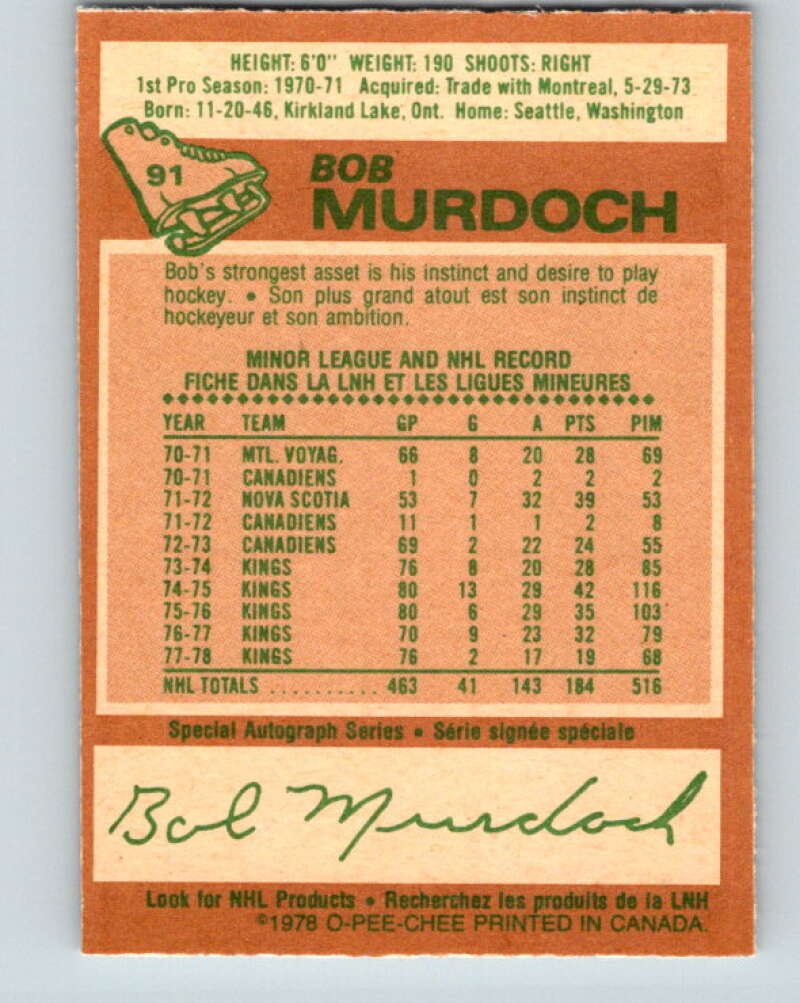 HEIGHT: 6'0" WEIGHT: 190 SHOOTS: RIGHT
1st Pro Season: 1970-71 Acquired: Trade with Montreal, 5-29-73
Born: 11-20-46, Kirkland Lake, Ont. Home: Seattle, Washington
91
BOB
MURDOCH
Bob's strongest asset is his instinct and desire to play
hockey. • Son plus grand atout est son instinct de
hockeyeur et son ambition.
MINOR LEAGUE AND NHL RECORD
FICHE DANS LA LNH ET LES LIGUES MINEURES
YEAR TEAM GP G A PTS PIM
70-71 MTL. VOYAG. 66 8 20 28 69
70-71 CANADIENS 1 0 2 2 2
71-72 NOVA SCOTIA 53 7 32 39 53
71-72 CANADIENS 11 1 1 2 8
72-73 CANADIENS 69 2 22 24 55
73-74 KINGS 76 8 20 28 85
74-75 KINGS 80 13 29 42 116
75-76 KINGS 80 6 29 35 103
76-77 KINGS 70 9 23 32 79
77-78 KINGS 76 2 17 19 68
NHL TOTALS .......... 463 41 143 184 516
Special Autograph Series • Série signée spéciale
Bob Murdoch
Look for NHL Products • Recherchez les produits de la LNH
©1978 O-PEE-CHEE PRINTED IN CANADA.